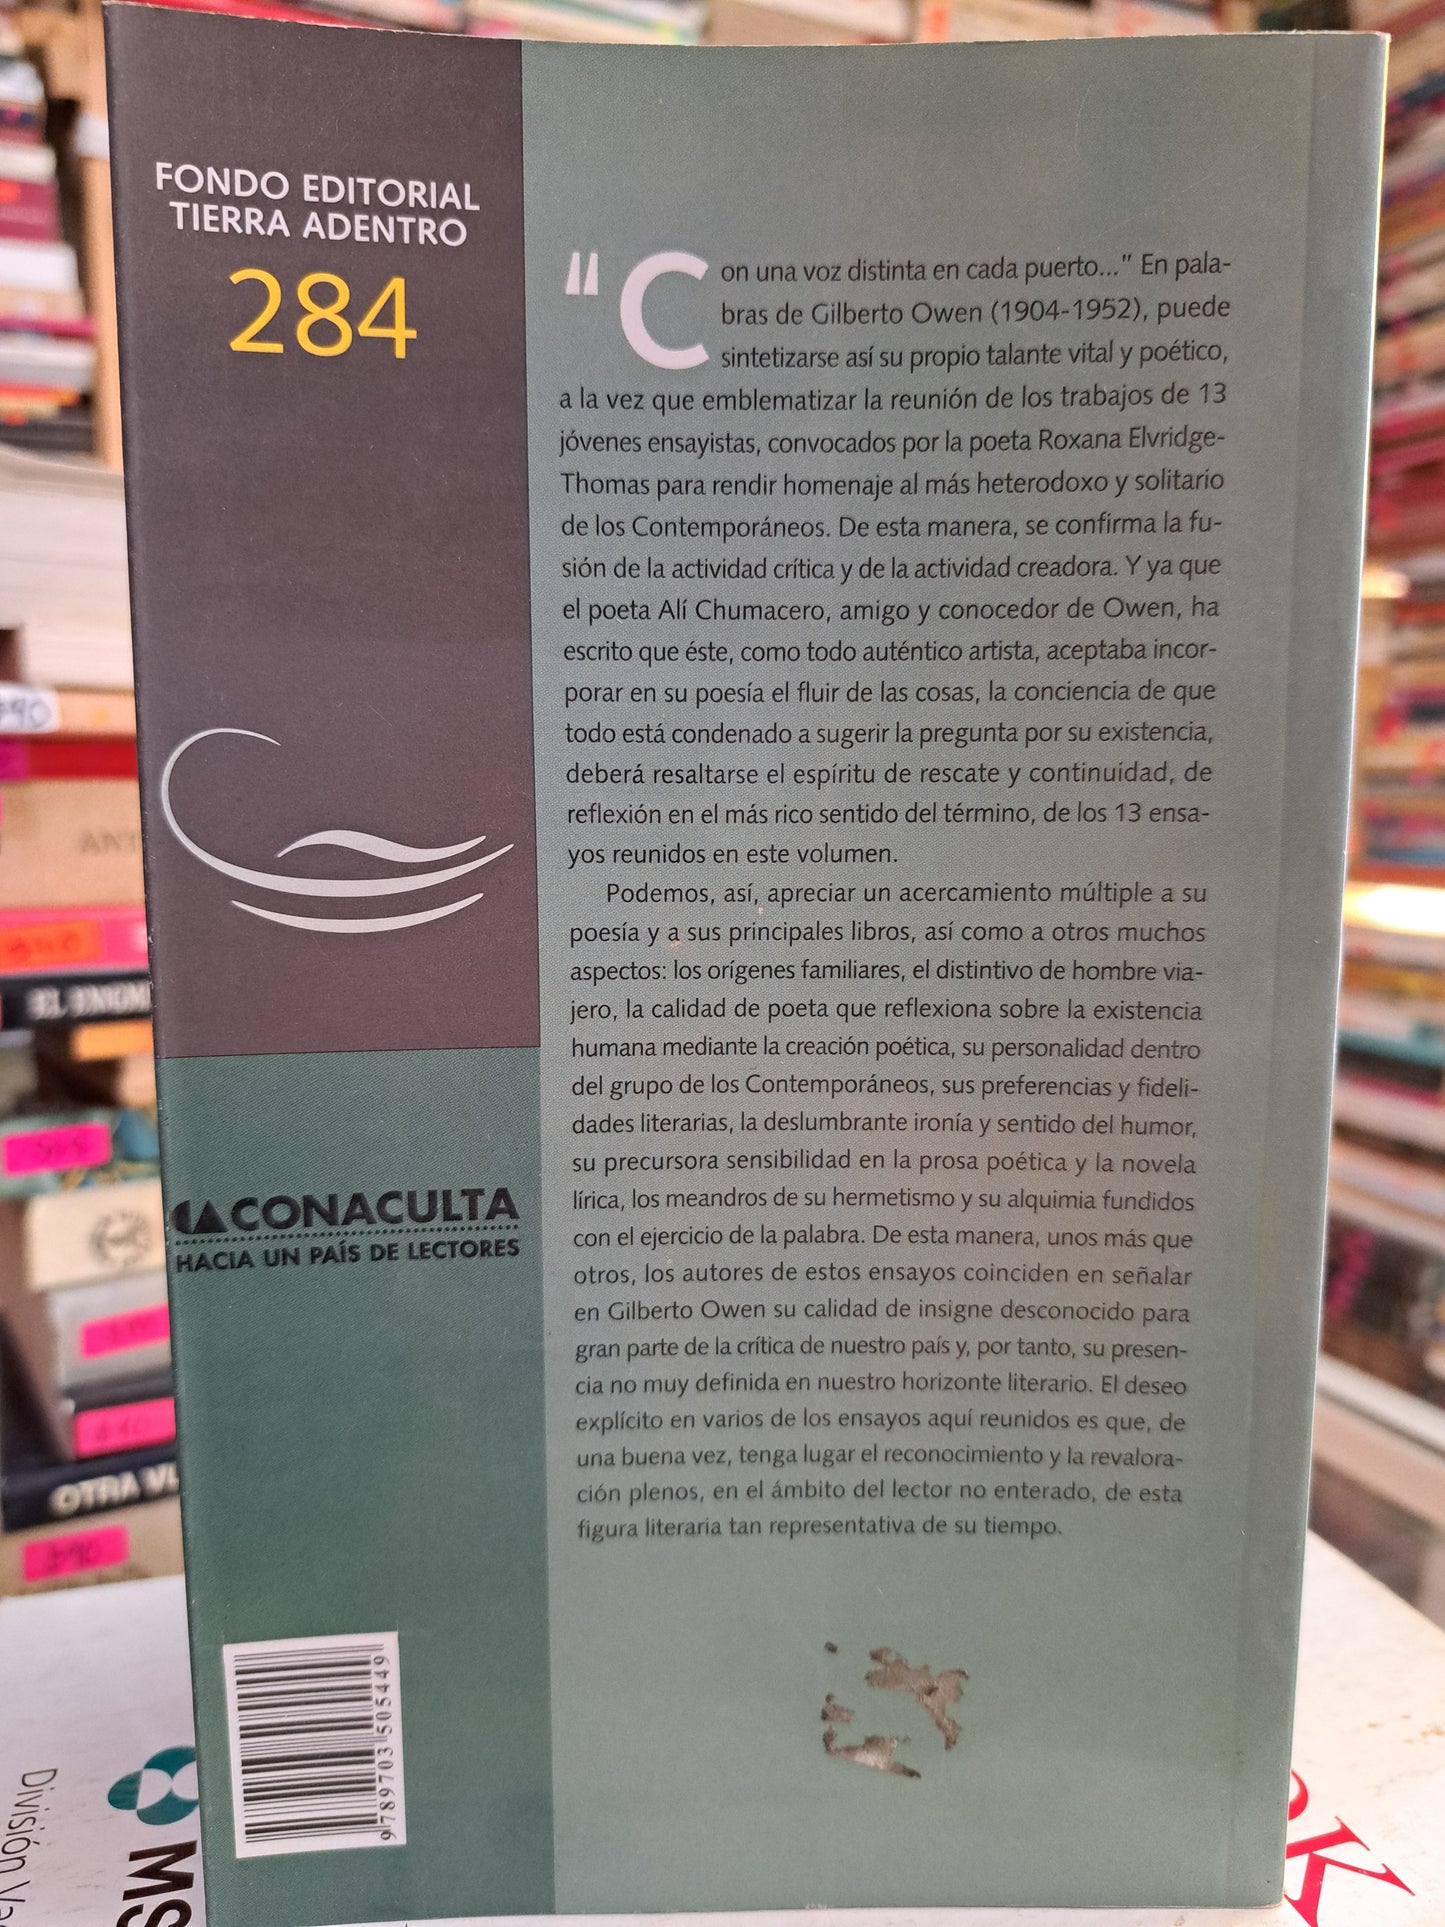 FONDO EDITORIAL
TIERRA ADENTRO
284
"Con una voz distinta en cada puerto..." En pala-
bras de Gilberto Owen (1904-1952), puede
sintetizarse así su propio talante vital y poético,
a la vez que emblematizar la reunión de los trabajos de 13
jóvenes ensayistas, convocados por la poeta Roxana Elvridge-
Thomas para rendir homenaje al más heterodoxo y solitario
de los Contemporáneos. De esta manera, se confirma la fu-
sión de la actividad crítica y de la actividad creadora. Y ya que
el poeta Alí Chumacero, amigo y conocedor de Owen, ha
escrito que éste, como todo auténtico artista, aceptaba incor-
porar en su poesía el fluir de las cosas, la conciencia de que
todo está condenado a sugerir la pregunta por su existencia,
deberá resaltarse el espíritu de rescate y continuidad, de
reflexión en el más rico sentido del término, de los 13 ensa-
yos reunidos en este volumen.
Podemos, así, apreciar un acercamiento múltiple a su
poesía y a sus principales libros, así como a otros muchos
aspectos: los orígenes familiares, el distintivo de hombre via-
jero, la calidad de poeta que reflexiona sobre la existencia
humana mediante la creación poética, su personalidad dentro
del grupo de los Contemporáneos, sus preferencias y fideli-
dades literarias, la deslumbrante ironía y sentido del humor,
su precursora sensibilidad en la prosa poética y la novela
lírica, los meandros de su hermetismo y su alquimia fundidos
con el ejercicio de la palabra. De esta manera, unos más que
otros, los autores de estos ensayos coinciden en señalar
en Gilberto Owen su calidad de insigne desconocido para
gran parte de la crítica de nuestro país y, por tanto, su presen-
cia no muy definida en nuestro horizonte literario. El deseo
explícito en varios de los ensayos aquí reunidos es que, de
una buena vez, tenga lugar el reconocimiento y la revalora-
ción plenos, en el ámbito del lector no enterado, de esta
figura literaria tan representativa de su tiempo.
CONACULTA
HACIA UN PAÍS DE LECTORES
9789703505449
OTRA
División
MS